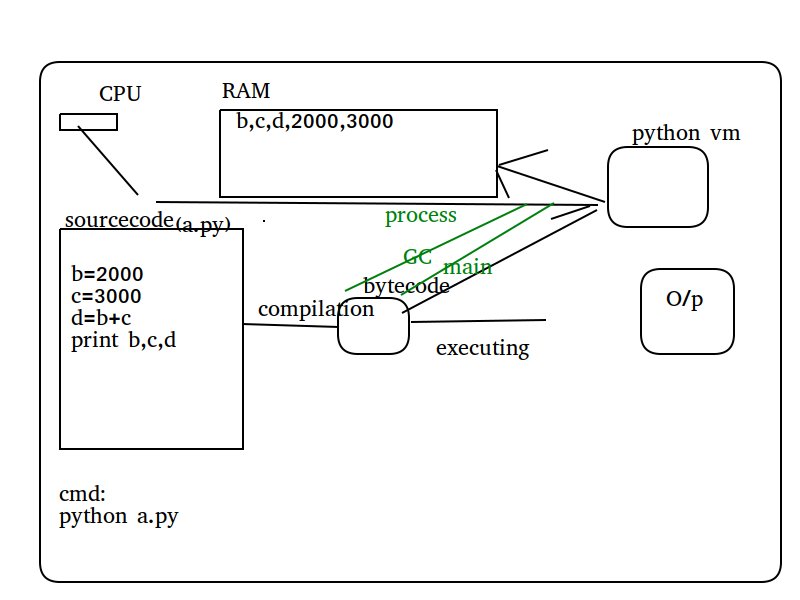 CPU
RAM
b,c,d,2000,3000
python vm
process
sourcecode(a.py)
GC
main
b=2000
c=3000
d=b+c
print b,c,d
bytecode
compilation
O/p
executing
cmd:
python a.py